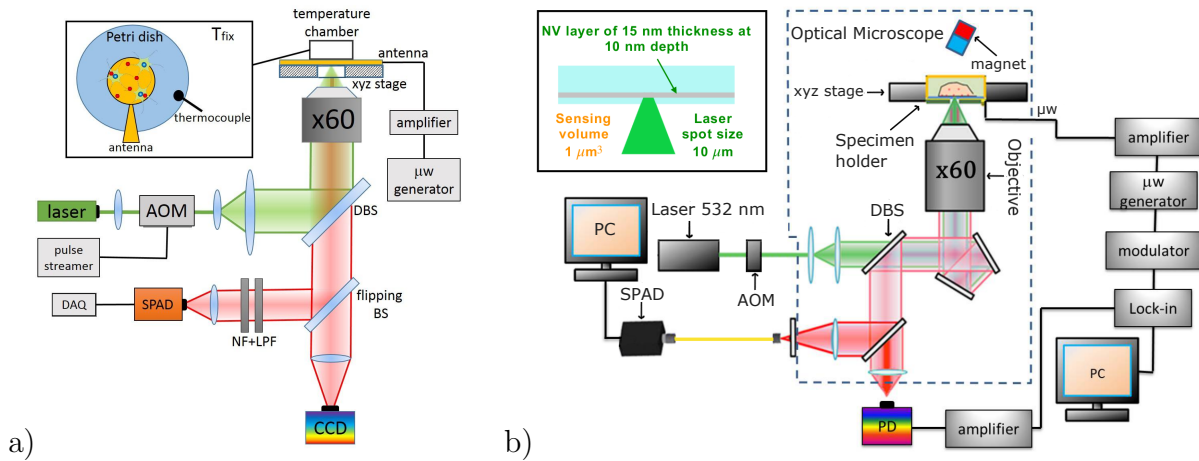 temperature
chamber
Petri dish
T_fix
antenna
xyz stage
thermocouple
antenna
x60
amplifier
μw
generator
laser
AOM
DBS
pulse
streamer
DAQ
SPAD
flipping
BS
NF+LPF
CCD
a)
NV layer of 15 nm thickness at
10 nm depth
Sensing
volume
1 μm³
Laser
spot size
10 μm
Optical Microscope
magnet
xyz stage
μw
Specimen
holder
x60
Objective
amplifier
μw
generator
modulator
Lock-in
PC
Laser 532 nm
DBS
PC
AOM
SPAD
PD
amplifier
b)